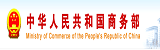 中华人民共和国商务部
Ministry of Commerce of the People's Republic of China